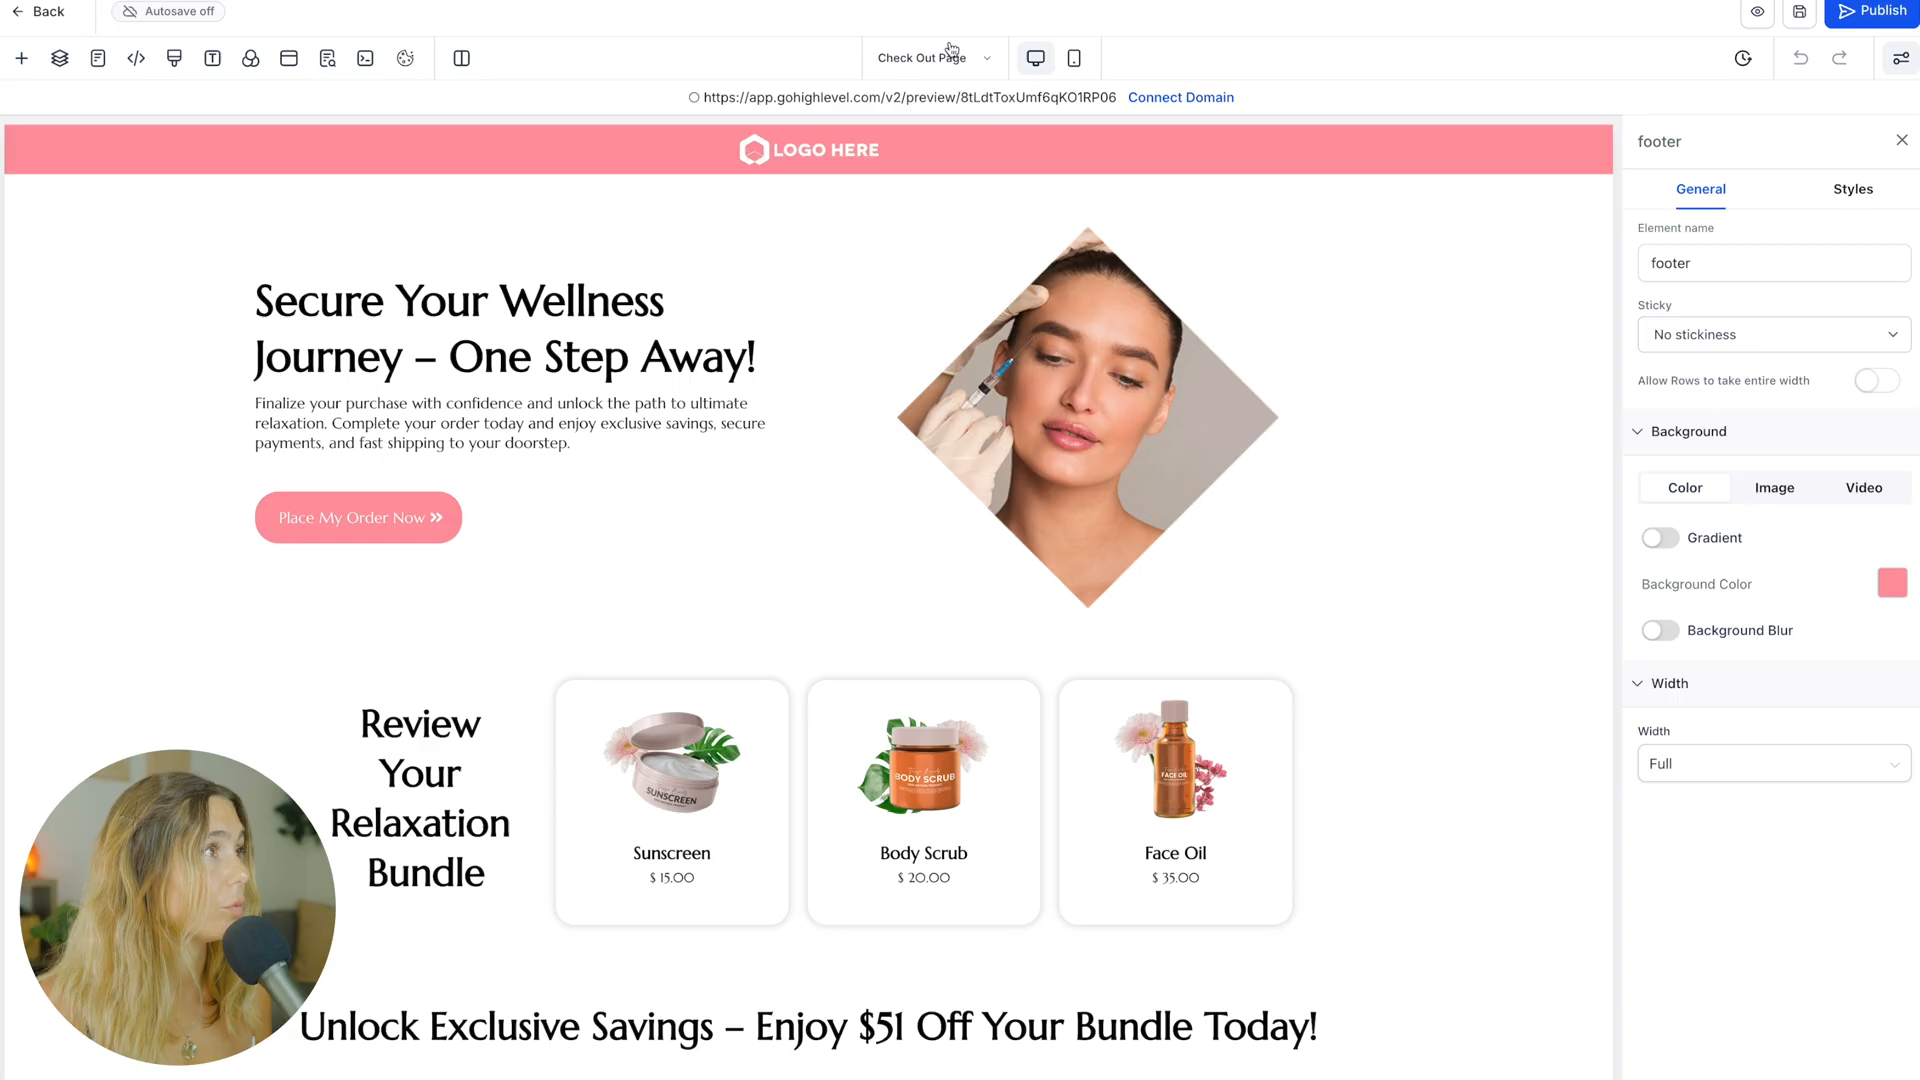 Back
Autosave off
Publish
Check Out Page
https://app.gohighlevel.com/v2/preview/8tLdtToxUmf6qKO1RP06 Connect Domain
LOGO HERE
footer
General
Styles
Element name
footer
Sticky
No stickiness
Allow Rows to take entire width
Background
Color
Image
Video
Gradient
Background Color
Background Blur
Width
Width
Full
Secure Your Wellness
Journey – One Step Away!
Finalize your purchase with confidence and unlock the path to ultimate
relaxation. Complete your order today and enjoy exclusive savings, secure
payments, and fast shipping to your doorstep.
Place My Order Now »
Review
Your
Relaxation
Bundle
SUNSCREEN
Sunscreen
$ 15.00
BODY SCRUB
Body Scrub
$ 20.00
FACE OIL
Face Oil
$ 35.00
Unlock Exclusive Savings – Enjoy $51 Off Your Bundle Today!